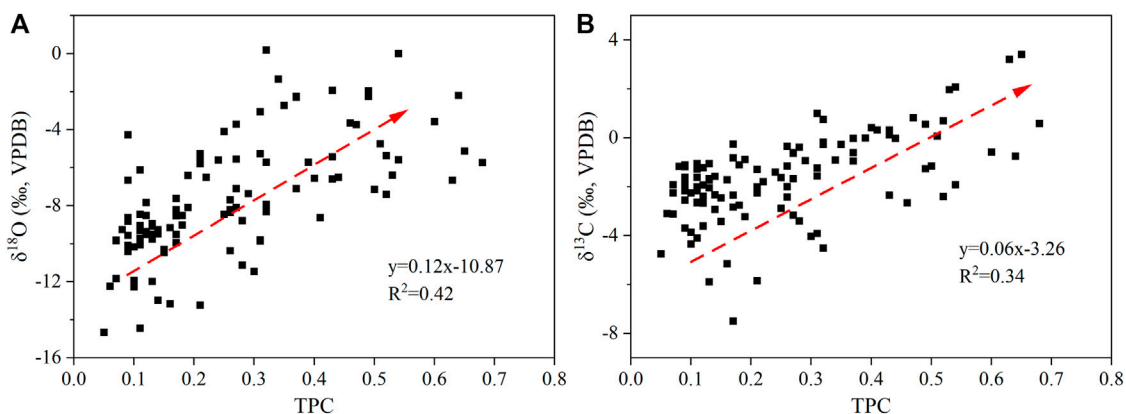 A
0
-4
-8
-12
-16
δ¹⁸O (‰, VPDB)
y=0.12x-10.87
R²=0.42
0.0 0.1 0.2 0.3 0.4 0.5 0.6 0.7 0.8
TPC
B
4
0
-4
-8
δ¹³C (‰, VPDB)
y=0.06x-3.26
R²=0.34
0.0 0.1 0.2 0.3 0.4 0.5 0.6 0.7 0.8
TPC